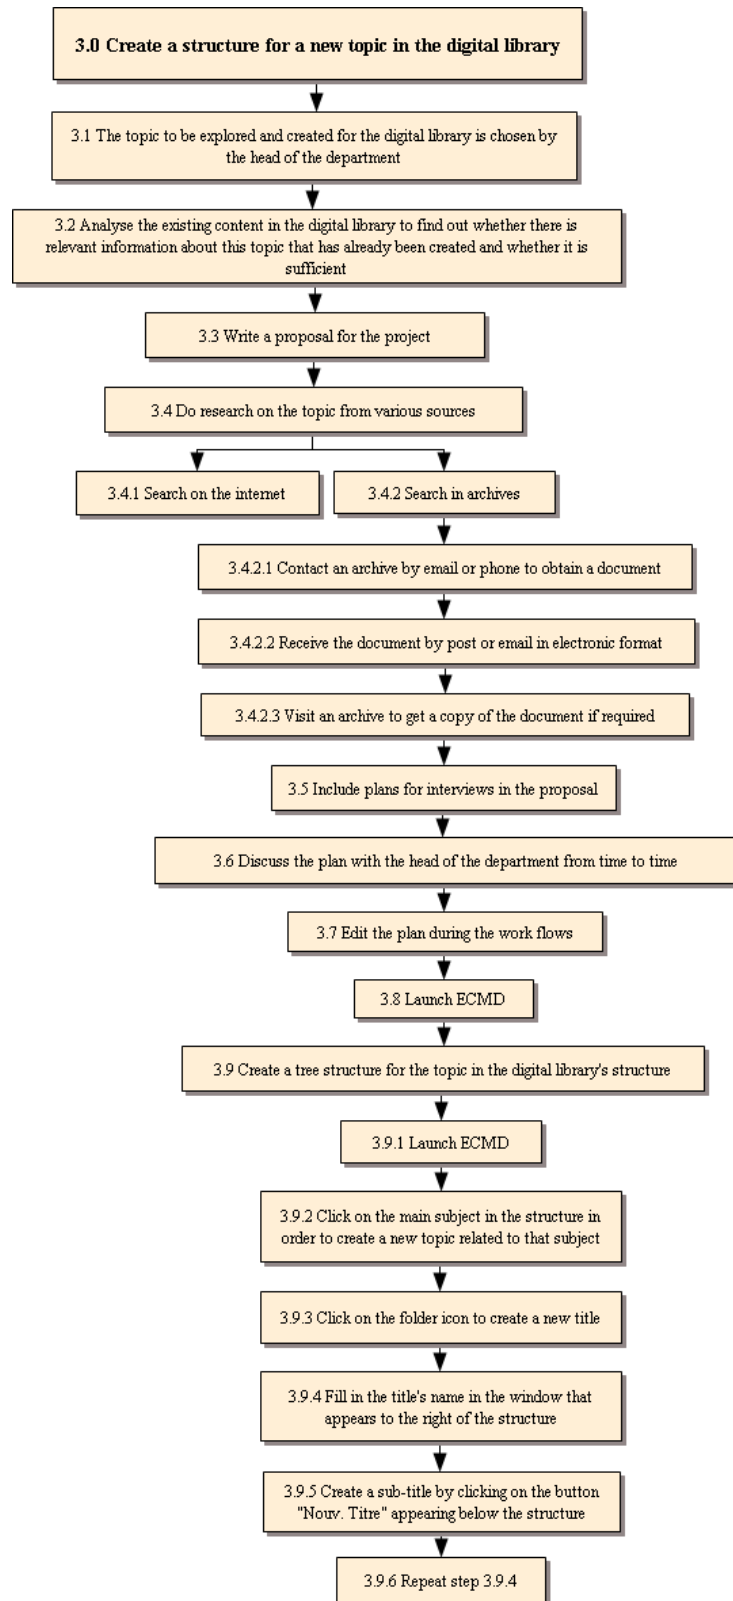 3.0 Create a structure for a new topic in the digital library
3.1 The topic to be explored and created for the digital library is chosen by
the head of the department
3.2 Analyse the existing content in the digital library to find out whether there is
relevant information about this topic that has already been created and whether it is
sufficient
3.3 Write a proposal for the project
3.4 Do research on the topic from various sources
3.4.1 Search on the internet
3.4.2 Search in archives
3.4.2.1 Contact an archive by email or phone to obtain a document
3.4.2.2 Receive the document by post or email in electronic format
3.4.2.3 Visit an archive to get a copy of the document if required
3.5 Include plans for interviews in the proposal
3.6 Discuss the plan with the head of the department from time to time
3.7 Edit the plan during the work flows
3.8 Launch ECMD
3.9 Create a tree structure for the topic in the digital library's structure
3.9.1 Launch ECMD
3.9.2 Click on the main subject in the structure in
order to create a new topic related to that subject
3.9.3 Click on the folder icon to create a new title
3.9.4 Fill in the title's name in the window that
appears to the right of the structure
3.9.5 Create a sub-title by clicking on the button
"Nouv. Titre" appearing below the structure
3.9.6 Repeat step 3.9.4